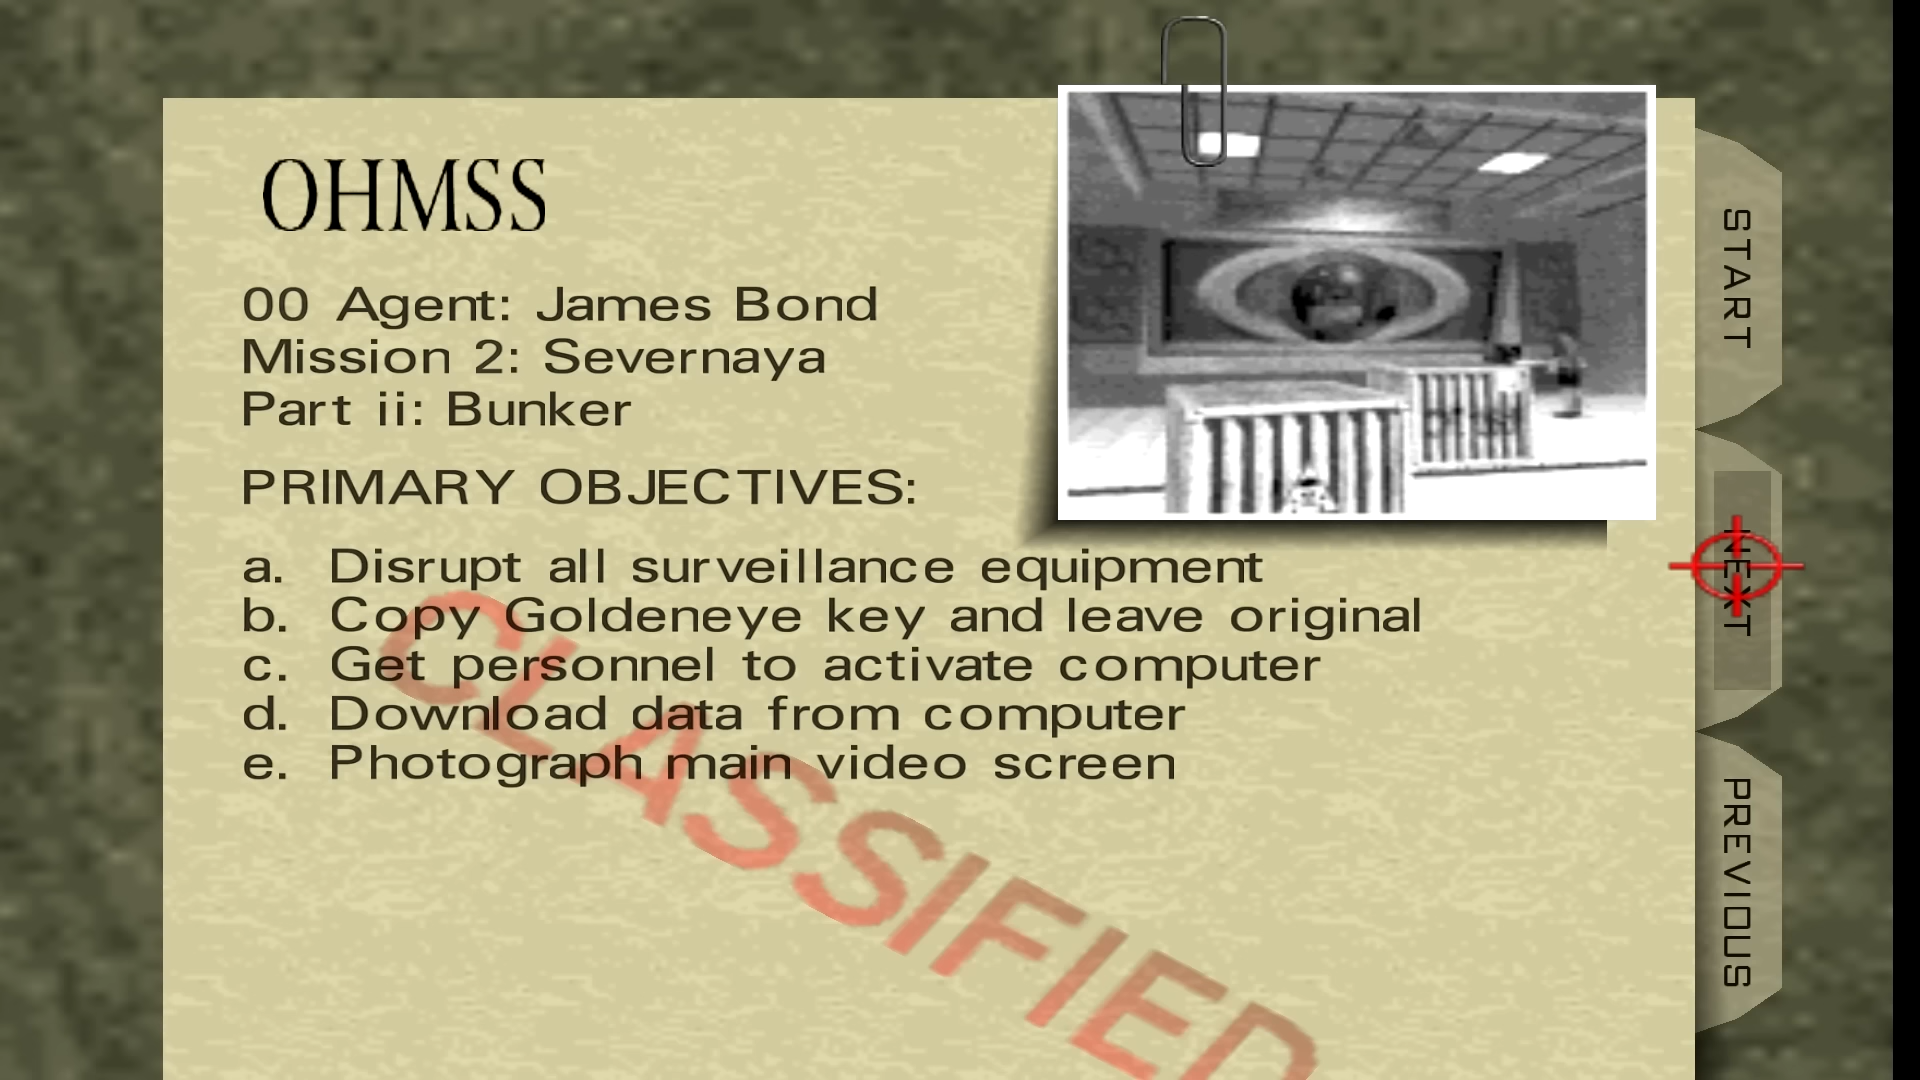 OHMSS
00 Agent: James Bond
Mission 2: Severnaya
Part ii: Bunker
PRIMARY OBJECTIVES:
a. Disrupt all surveillance equipment
b. Copy Goldeneye key and leave original
c. Get personnel to activate computer
d. Download data from computer
e. Photograph main video screen
CLASSIFIED
START
NEXT
PREVIOUS